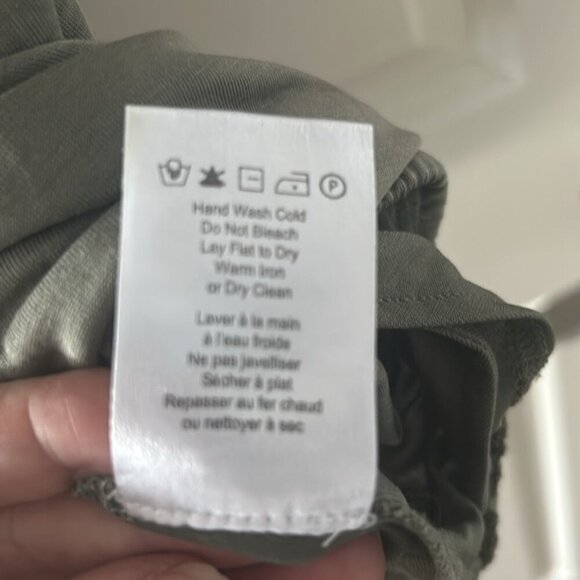 P
Hand Wash Cold
Do Not Bleach
Lay Flat to Dry
Warm Iron
or Dry Clean
Laver à la main
à l'eau froide
Ne pas javelliser
Sécher à plat
Repasser au fer chaud
ou nettoyer à sec